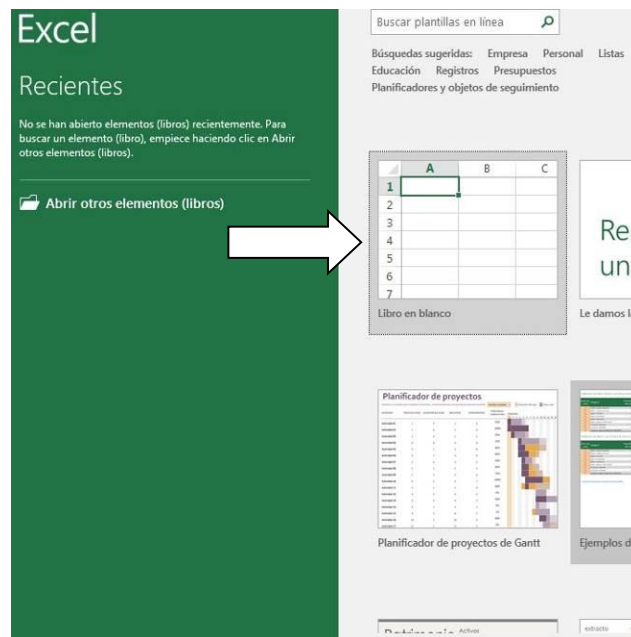 Excel
Recientes
No se han abierto elementos (libros) recientemente. Para
buscar un elemento (libro), empiece haciendo clic en Abrir
otros elementos (libros).
Abrir otros elementos (libros)
Buscar plantillas en línea
Búsquedas sugeridas: Empresa Personal Listas
Educación Registros Presupuestos
Planificadores y objetos de seguimiento
A B C
1
2
3
4
5
6
7
Libro en blanco
Re
un
Le damos l
Planificador de proyectos
Planificador de proyectos de Gantt
Ejemplos d
Activos
extracto